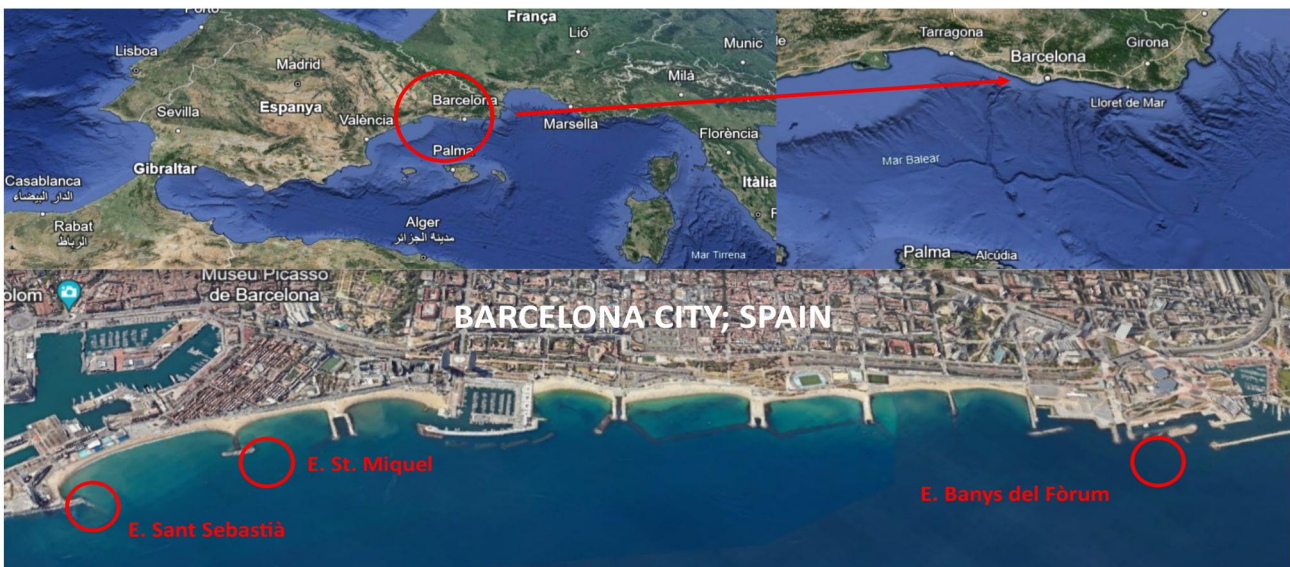 França
Lió
Lisboa
Munic
Madrid
Milà
Espanya
Barcelona
Sevilla
València
Marsella
Florència
Palma
Gibraltar
Itàlia
Casablanca
الدار البيضاء
Rabat
الرباط
Alger
مدينة الجزائر
Mar Tirrena
Tarragona
Girona
Barcelona
Lloret de Mar
Mar Balear
Palma
Alcúdia
Museu Picasso
de Barcelona
olom
BARCELONA CITY; SPAIN
E. St. Miquel
E. Banys del Fòrum
E. Sant Sebastià